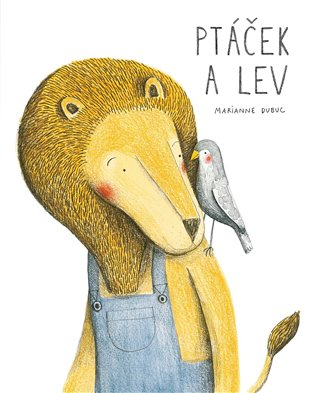 PTÁČEK
A LEV
MARIANNE DUBUC